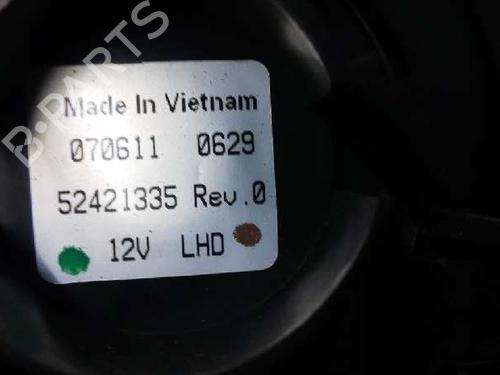 B-PARTS
Made In Vietnam
070611 0629
52421335 Rev.0
12V LHD